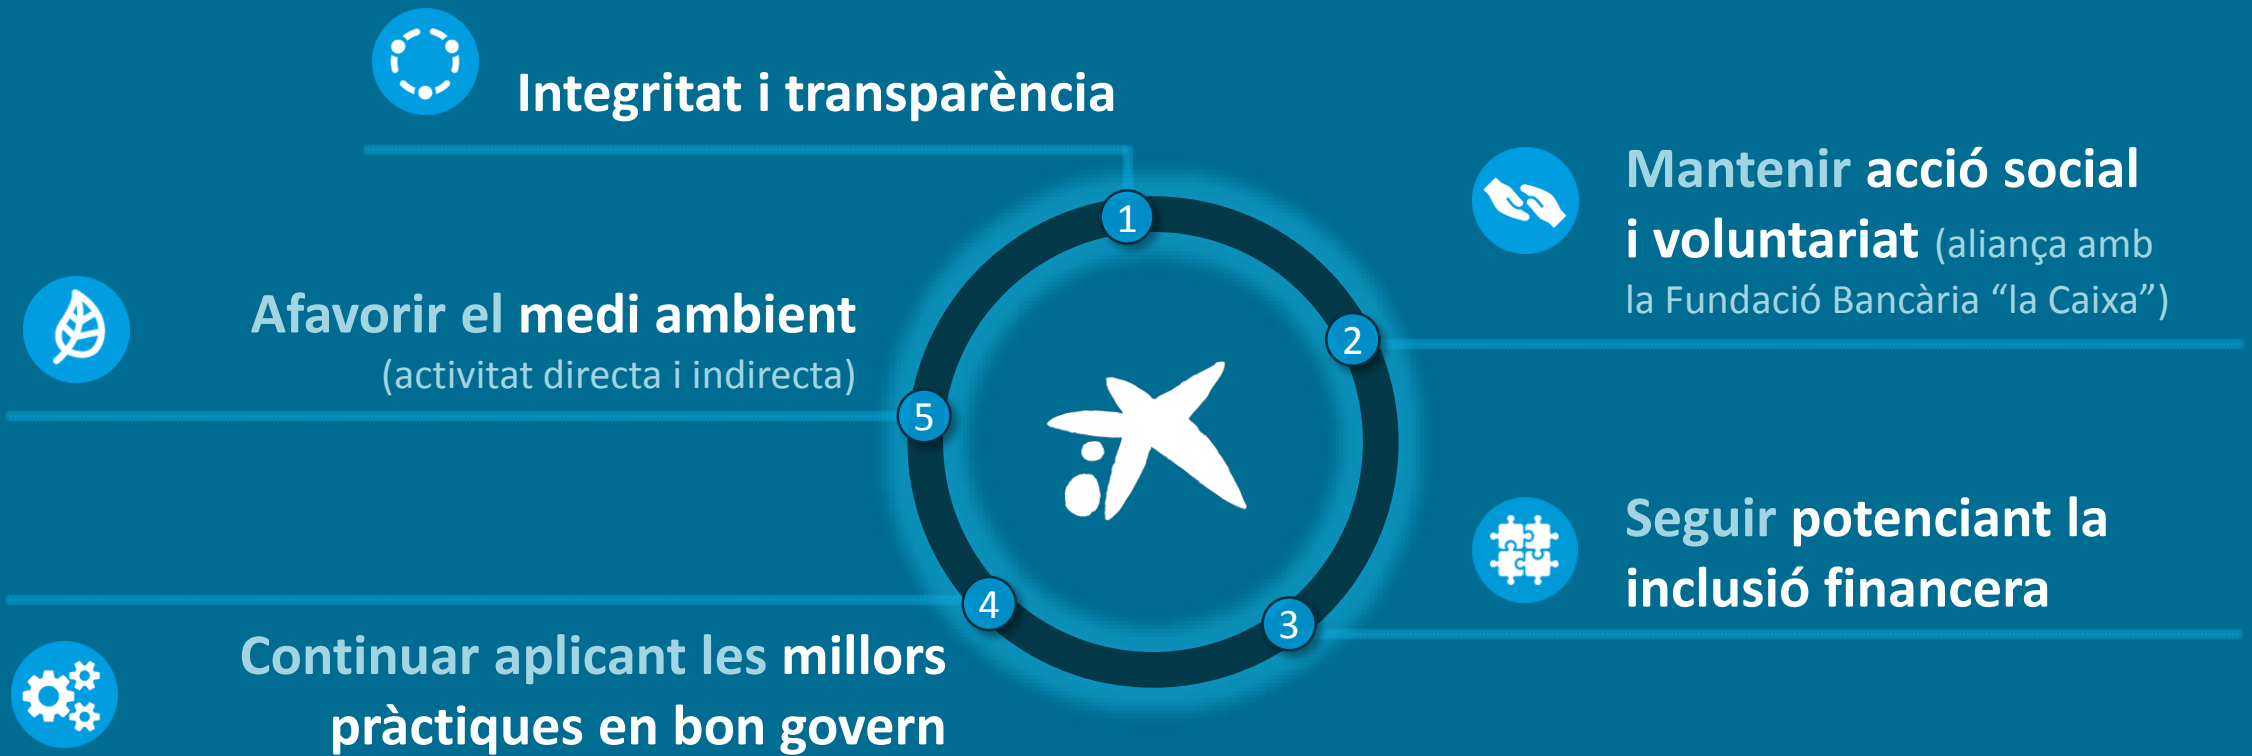 Integritat i transparència
1
Mantenir acció social
i voluntariat (aliança amb
la Fundació Bancària “la Caixa”)
2
Seguir potenciant la
inclusió financera
3
4
Continuar aplicant les millors
pràctiques en bon govern
Afavorir el medi ambient
(activitat directa i indirecta)
5